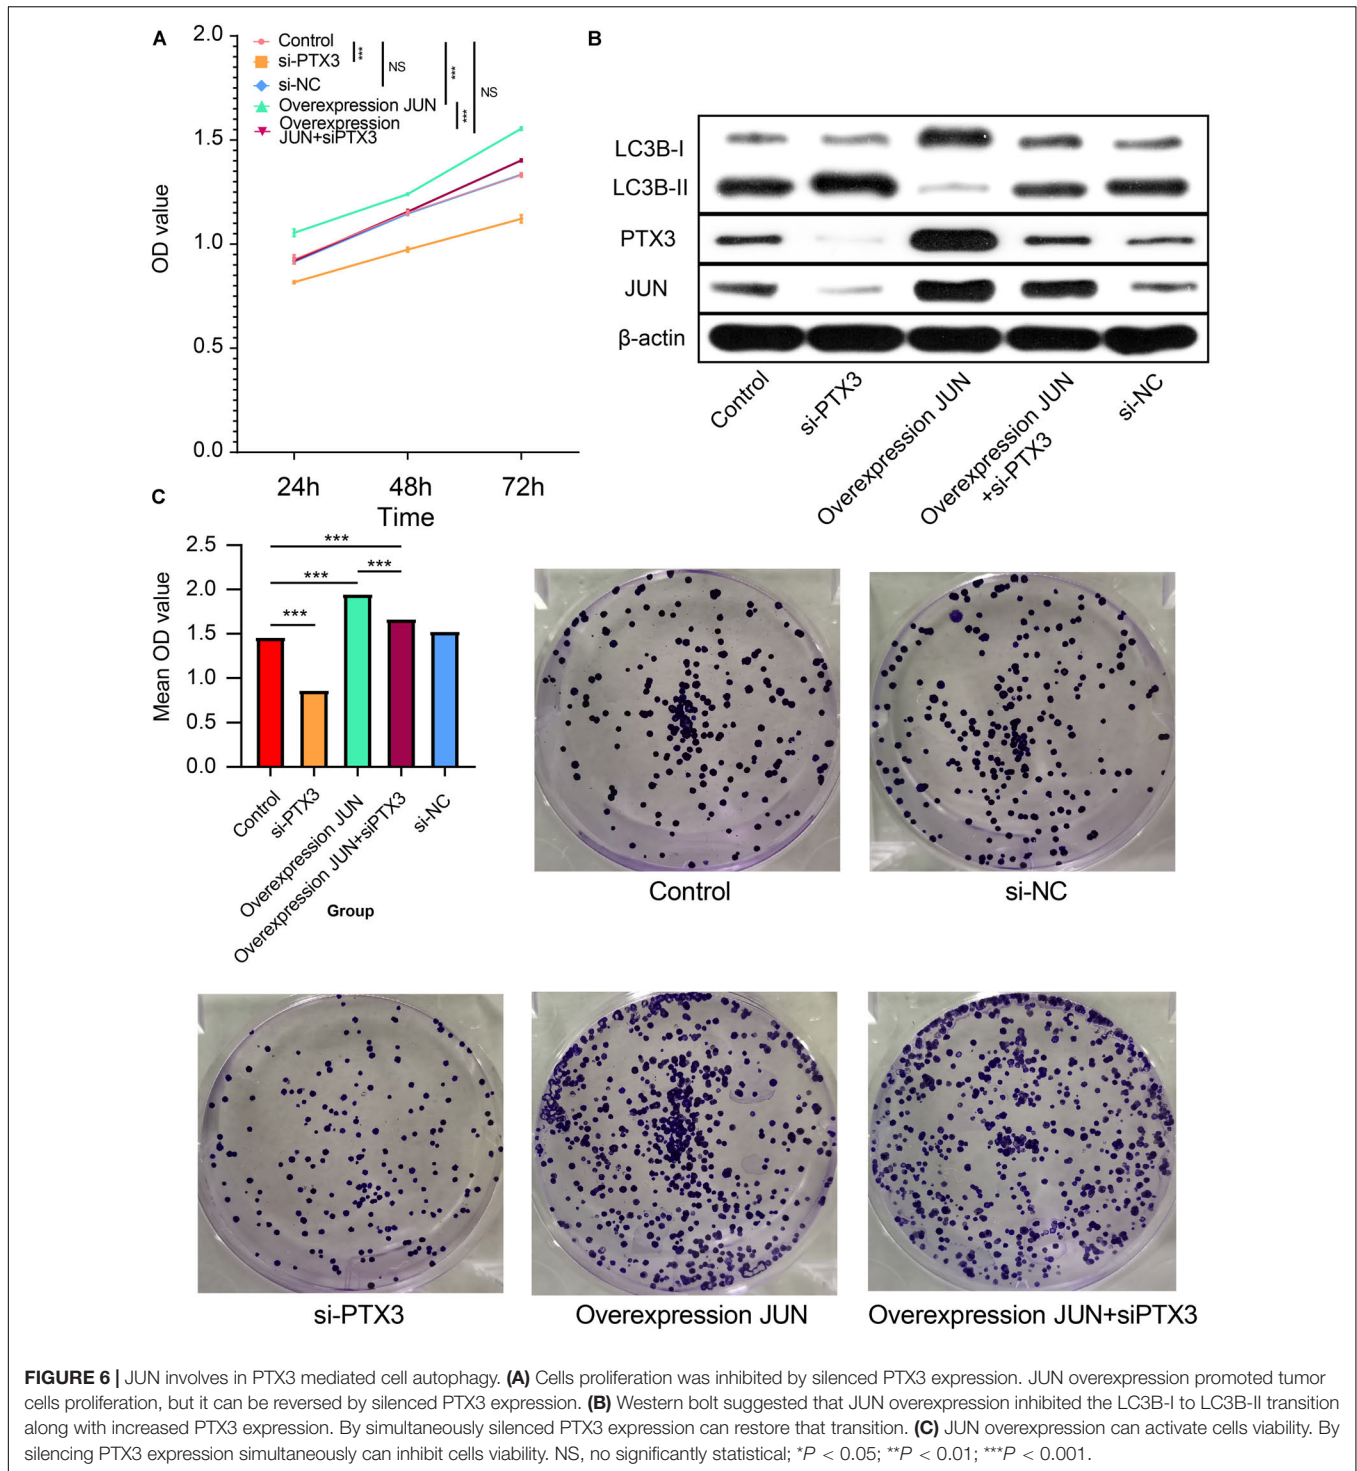 A
2.0
1.5
1.0
0.5
0.0
OD value
Control
si-PTX3
si-NC
Overexpression JUN
Overexpression
JUN+siPTX3
***
NS
***
***
NS
24h
48h
72h
Time
B
LC3B-I
LC3B-II
PTX3
JUN
β-actin
Control
si-PTX3
Overexpression JUN
Overexpression JUN
+si-PTX3
si-NC
C
2.5
2.0
1.5
1.0
0.5
0.0
Mean OD value
***
***
***
***
Control
si-PTX3
Overexpression JUN
Overexpression JUN+siPTX3
si-NC
Group
Control
si-NC
si-PTX3
Overexpression JUN
Overexpression JUN+siPTX3
FIGURE 6 | JUN involves in PTX3 mediated cell autophagy. (A) Cells proliferation was inhibited by silenced PTX3 expression. JUN overexpression promoted tumor
cells proliferation, but it can be reversed by silenced PTX3 expression. (B) Western bolt suggested that JUN overexpression inhibited the LC3B-I to LC3B-II transition
along with increased PTX3 expression. By simultaneously silenced PTX3 expression can restore that transition. (C) JUN overexpression can activate cells viability. By
silencing PTX3 expression simultaneously can inhibit cells viability. NS, no significantly statistical; *P < 0.05; **P < 0.01; ***P < 0.001.